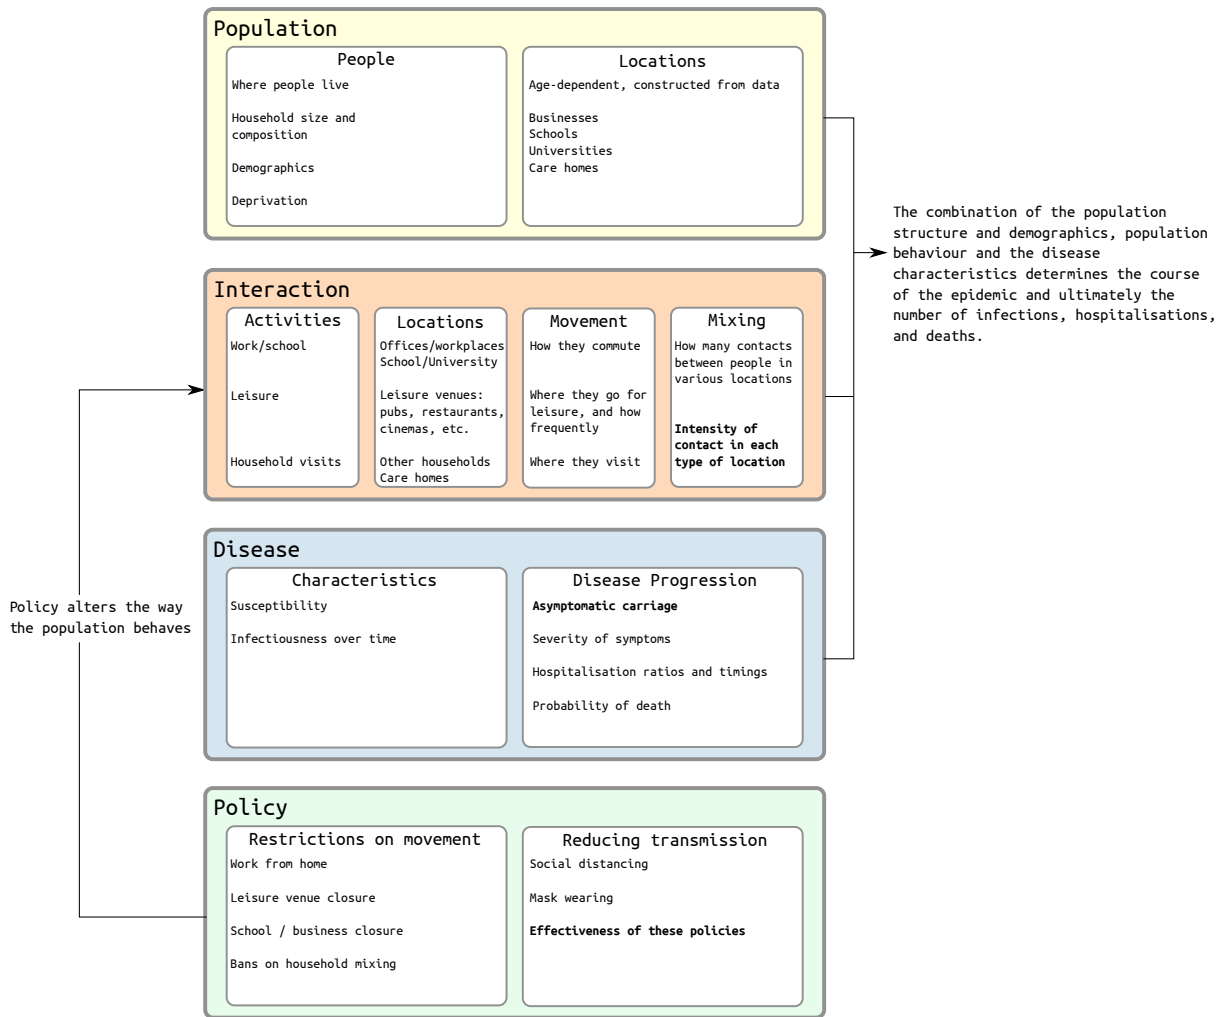 Population
People
Where people live
Household size and
composition
Demographics
Deprivation
Locations
Age-dependent, constructed from data
Businesses
Schools
Universities
Care homes
The combination of the population
structure and demographics, population
behaviour and the disease
characteristics determines the course
of the epidemic and ultimately the
number of infections, hospitalisations,
and deaths.
Interaction
Activities
Work/school
Leisure
Household visits
Locations
Offices/workplaces
School/University
Leisure venues:
pubs, restaurants,
cinemas, etc.
Other households
Care homes
Movement
How they commute
Where they go for
leisure, and how
frequently
Where they visit
Mixing
How many contacts
between people in
various locations
Intensity of
contact in each
type of location
Disease
Characteristics
Susceptibility
Infectiousness over time
Disease Progression
Asymptomatic carriage
Severity of symptoms
Hospitalisation ratios and timings
Probability of death
Policy alters the way
the population behaves
Policy
Restrictions on movement
Work from home
Leisure venue closure
School / business closure
Bans on household mixing
Reducing transmission
Social distancing
Mask wearing
Effectiveness of these policies